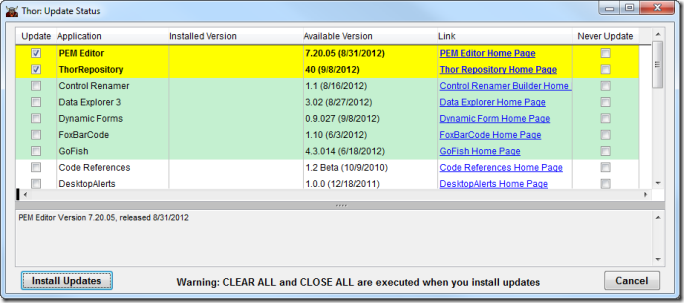 Thor: Update Status
Update Application Installed Version Available Version Link Never Update
PEM Editor 7.20.05 (8/31/2012) PEM Editor Home Page
ThorRepository 40 (9/8/2012) Thor Repository Home Page
Control Renamer 1.1 (8/16/2012) Control Renamer Builder Home
Data Explorer 3 3.02 (8/27/2012) Data Explorer Home Page
Dynamic Forms 0.9.027 (9/8/2012) Dynamic Form Home Page
FoxBarCode 1.10 (6/3/2012) FoxBarCode Home Page
GoFish 4.3.014 (6/18/2012) GoFish Home Page
Code References 1.2 Beta (10/9/2010) Code References Home Page
DesktopAlerts 1.0.0 (12/18/2011) DesktopAlerts Home Page
PEM Editor Version 7.20.05, released 8/31/2012
Install Updates Warning: CLEAR ALL and CLOSE ALL are executed when you install updates Cancel